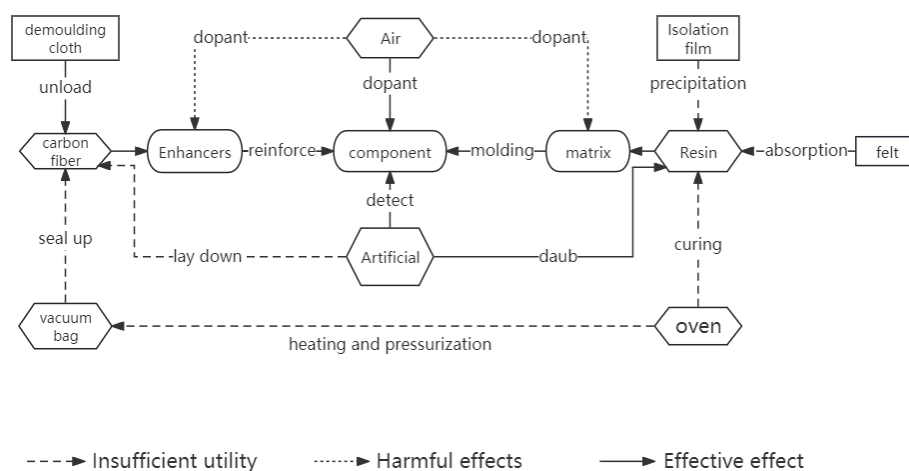 demoulding
cloth
Air
Isolation
film
dopant
dopant
unload
dopant
precipitation
carbon
fiber
Enhancers
reinforce
component
molding
matrix
Resin
absorption
felt
detect
seal up
lay down
Artificial
daub
curing
vacuum
bag
oven
heating and pressurization
Insufficient utility
Harmful effects
Effective effect